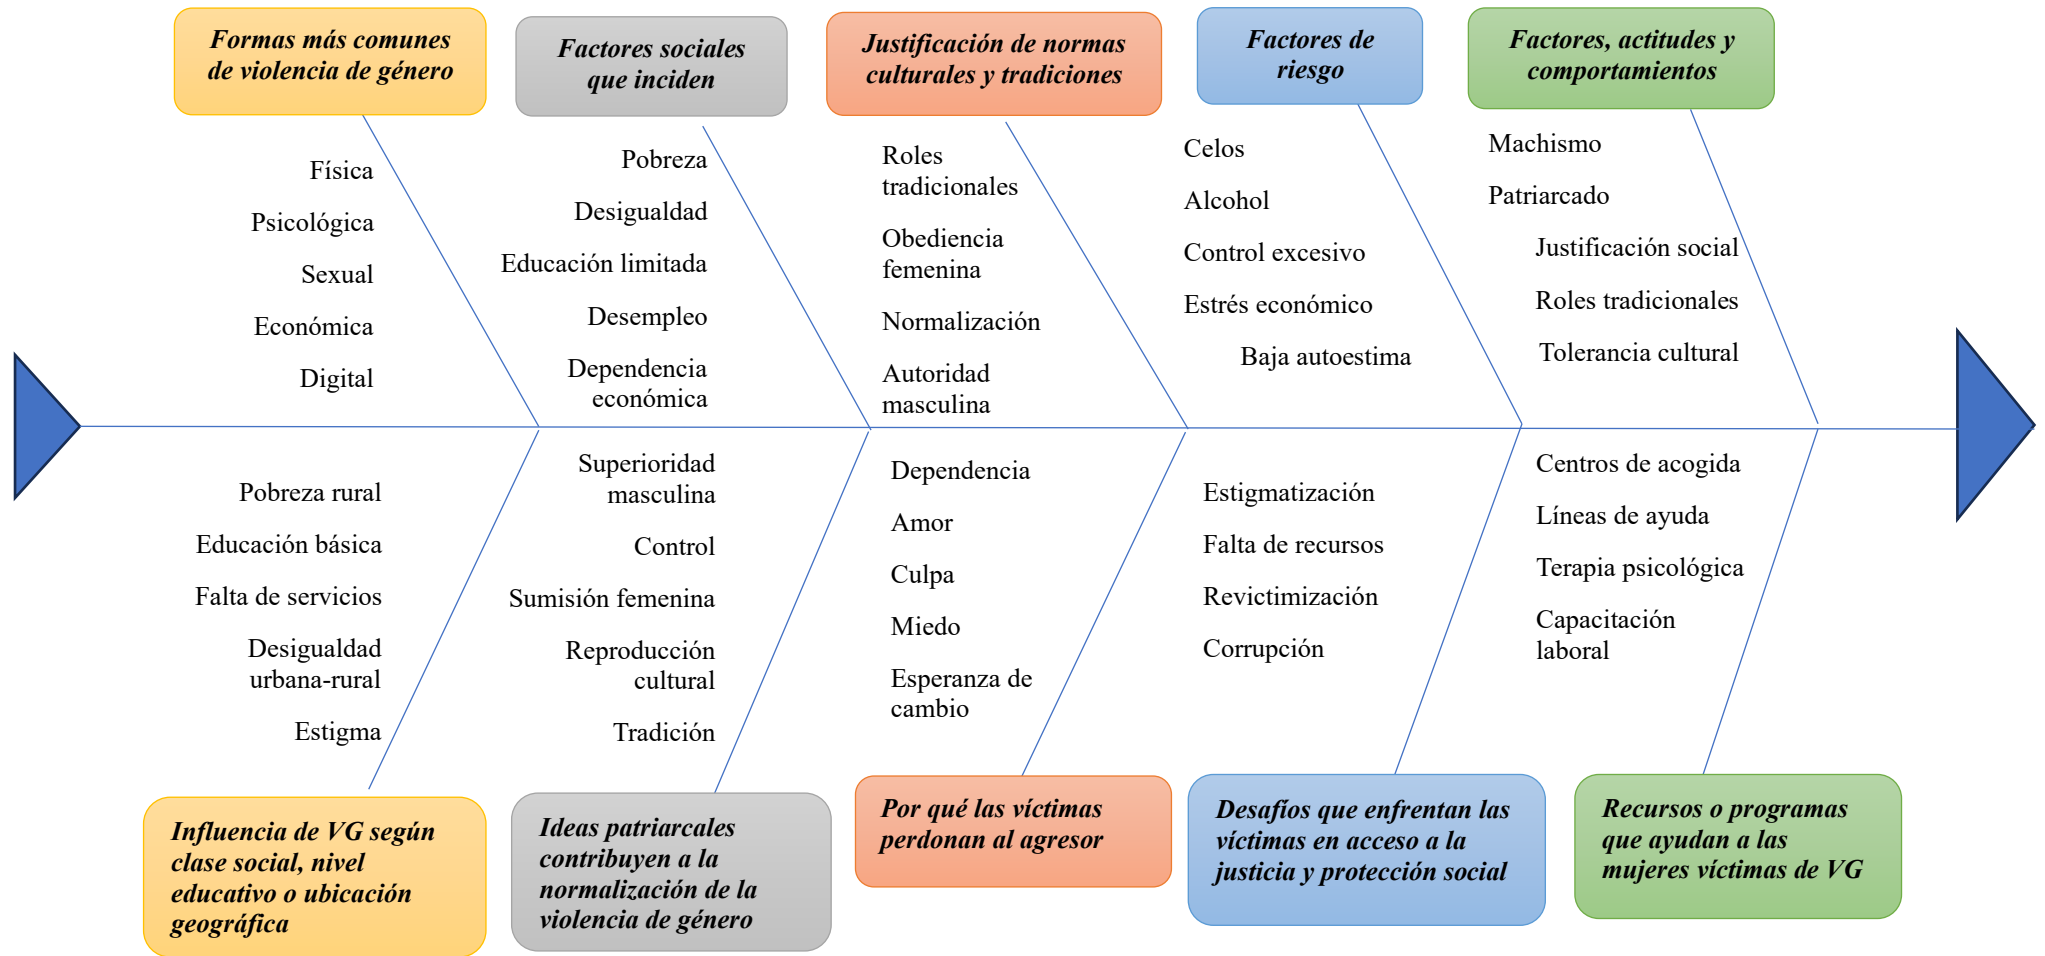 Formas más comunes
de violencia de género
Factores sociales
que inciden
Justificación de normas
culturales y tradiciones
Factores de
riesgo
Factores, actitudes y
comportamientos
Física
Psicológica
Sexual
Económica
Digital
Pobreza
Desigualdad
Educación limitada
Desempleo
Dependencia
económica
Roles
tradicionales
Obediencia
femenina
Normalización
Autoridad
masculina
Celos
Alcohol
Control excesivo
Estrés económico
Baja autoestima
Machismo
Patriarcado
Justificación social
Roles tradicionales
Tolerancia cultural
Pobreza rural
Educación básica
Falta de servicios
Desigualdad
urbana-rural
Estigma
Superioridad
masculina
Control
Sumisión femenina
Reproducción
cultural
Tradición
Dependencia
Amor
Culpa
Miedo
Esperanza de
cambio
Estigmatización
Falta de recursos
Revictimización
Corrupción
Centros de acogida
Líneas de ayuda
Terapia psicológica
Capacitación
laboral
Influencia de VG según
clase social, nivel
educativo o ubicación
geográfica
Ideas patriarcales
contribuyen a la
normalización de la
violencia de género
Por qué las víctimas
perdonan al agresor
Desafíos que enfrentan las
víctimas en acceso a la
justicia y protección social
Recursos o programas
que ayudan a las
mujeres víctimas de VG